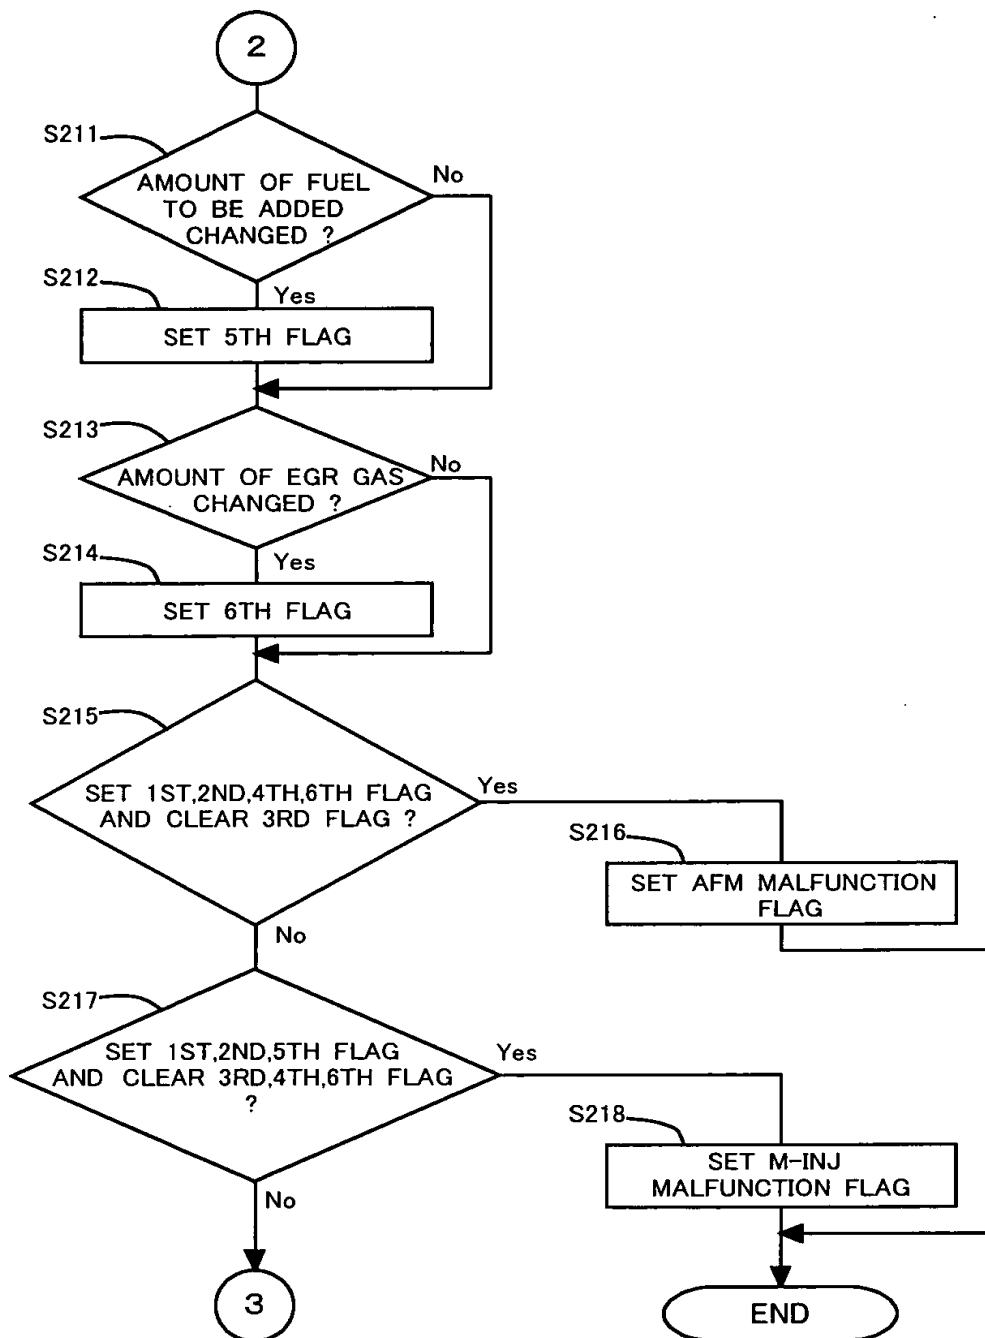 2
S211
AMOUNT OF FUEL
TO BE ADDED
CHANGED ?
No
S212
Yes
SET 5TH FLAG
S213
AMOUNT OF EGR GAS
CHANGED ?
No
S214
Yes
SET 6TH FLAG
S215
SET 1ST,2ND,4TH,6TH FLAG
AND CLEAR 3RD FLAG ?
Yes
S216
SET AFM MALFUNCTION
FLAG
No
S217
SET 1ST,2ND,5TH FLAG
AND CLEAR 3RD,4TH,6TH FLAG
?
Yes
S218
SET M-INJ
MALFUNCTION FLAG
No
3
END